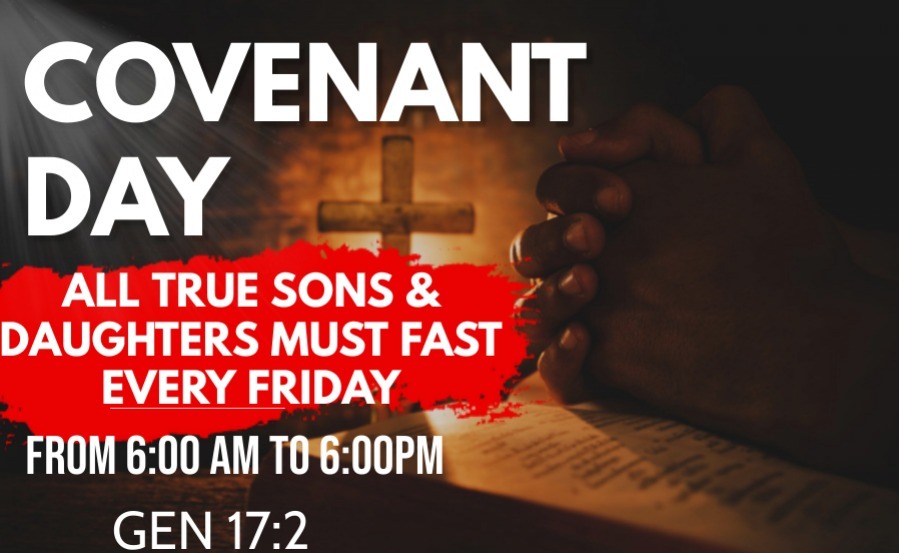 COVENANT
DAY
ALL TRUE SONS &
DAUGHTERS MUST FAST
EVERY FRIDAY
FROM 6:00 AM TO 6:00PM
GEN 17:2